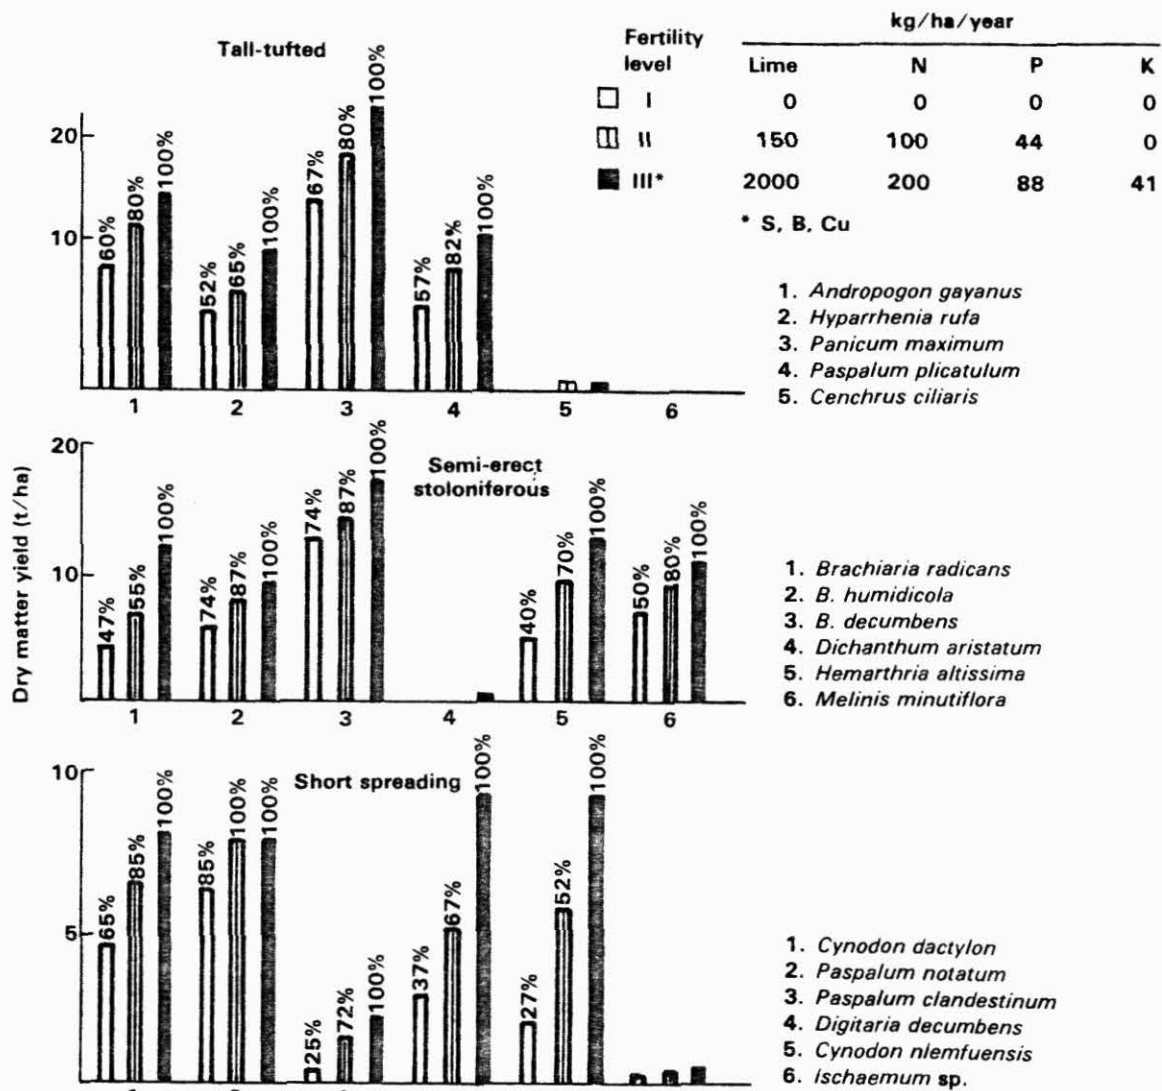 Tall-tufted
20
10
60%
80%
100%
52%
65%
100%
67%
80%
100%
57%
82%
100%
1 2 3 4 5 6
Fertility level
kg/ha/year
Lime N P K
I 0 0 0 0
II 150 100 44 0
III* 2000 200 88 41
* S, B, Cu
1. Andropogon gayanus
2. Hyparrhenia rufa
3. Panicum maximum
4. Paspalum plicatulum
5. Cenchrus ciliaris
Dry matter yield (t/ha)
Semi-erect
stoloniferous
20
10
47%
55%
100%
74%
87%
100%
74%
87%
100%
40%
70%
100%
50%
80%
100%
1 2 3 4 5 6
1. Brachiaria radicans
2. B. humidicola
3. B. decumbens
4. Dichanthum aristatum
5. Hemarthria altissima
6. Melinis minutiflora
Short spreading
10
5
65%
85%
100%
85%
100%
100%
25%
72%
100%
37%
67%
100%
27%
52%
100%
1. Cynodon dactylon
2. Paspalum notatum
3. Paspalum clandestinum
4. Digitaria decumbens
5. Cynodon nlemfuensis
6. Ischaemum sp.